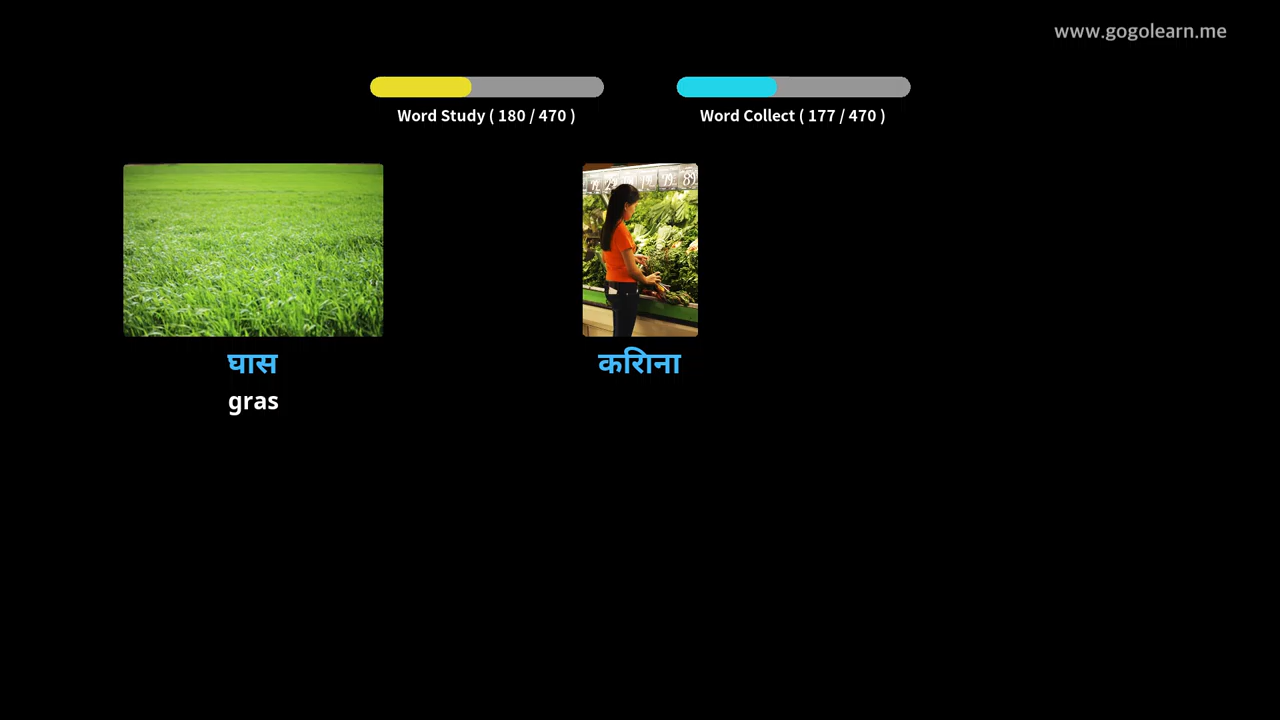 www.gogolearn.me
Word Study ( 180 / 470 )
Word Collect ( 177 / 470 )
घास
करिाना
gras